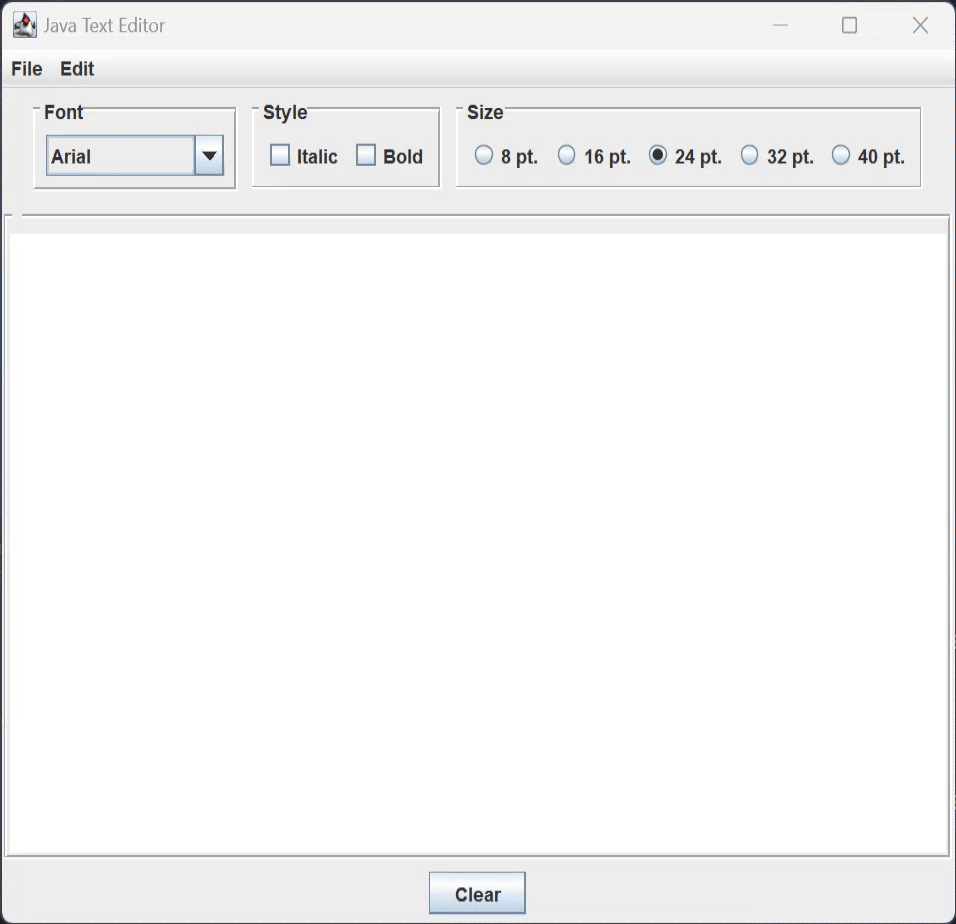 Java Text Editor
File Edit
Font Style Size
Arial Italic Bold 8 pt. 16 pt. 24 pt. 32 pt. 40 pt.
Clear